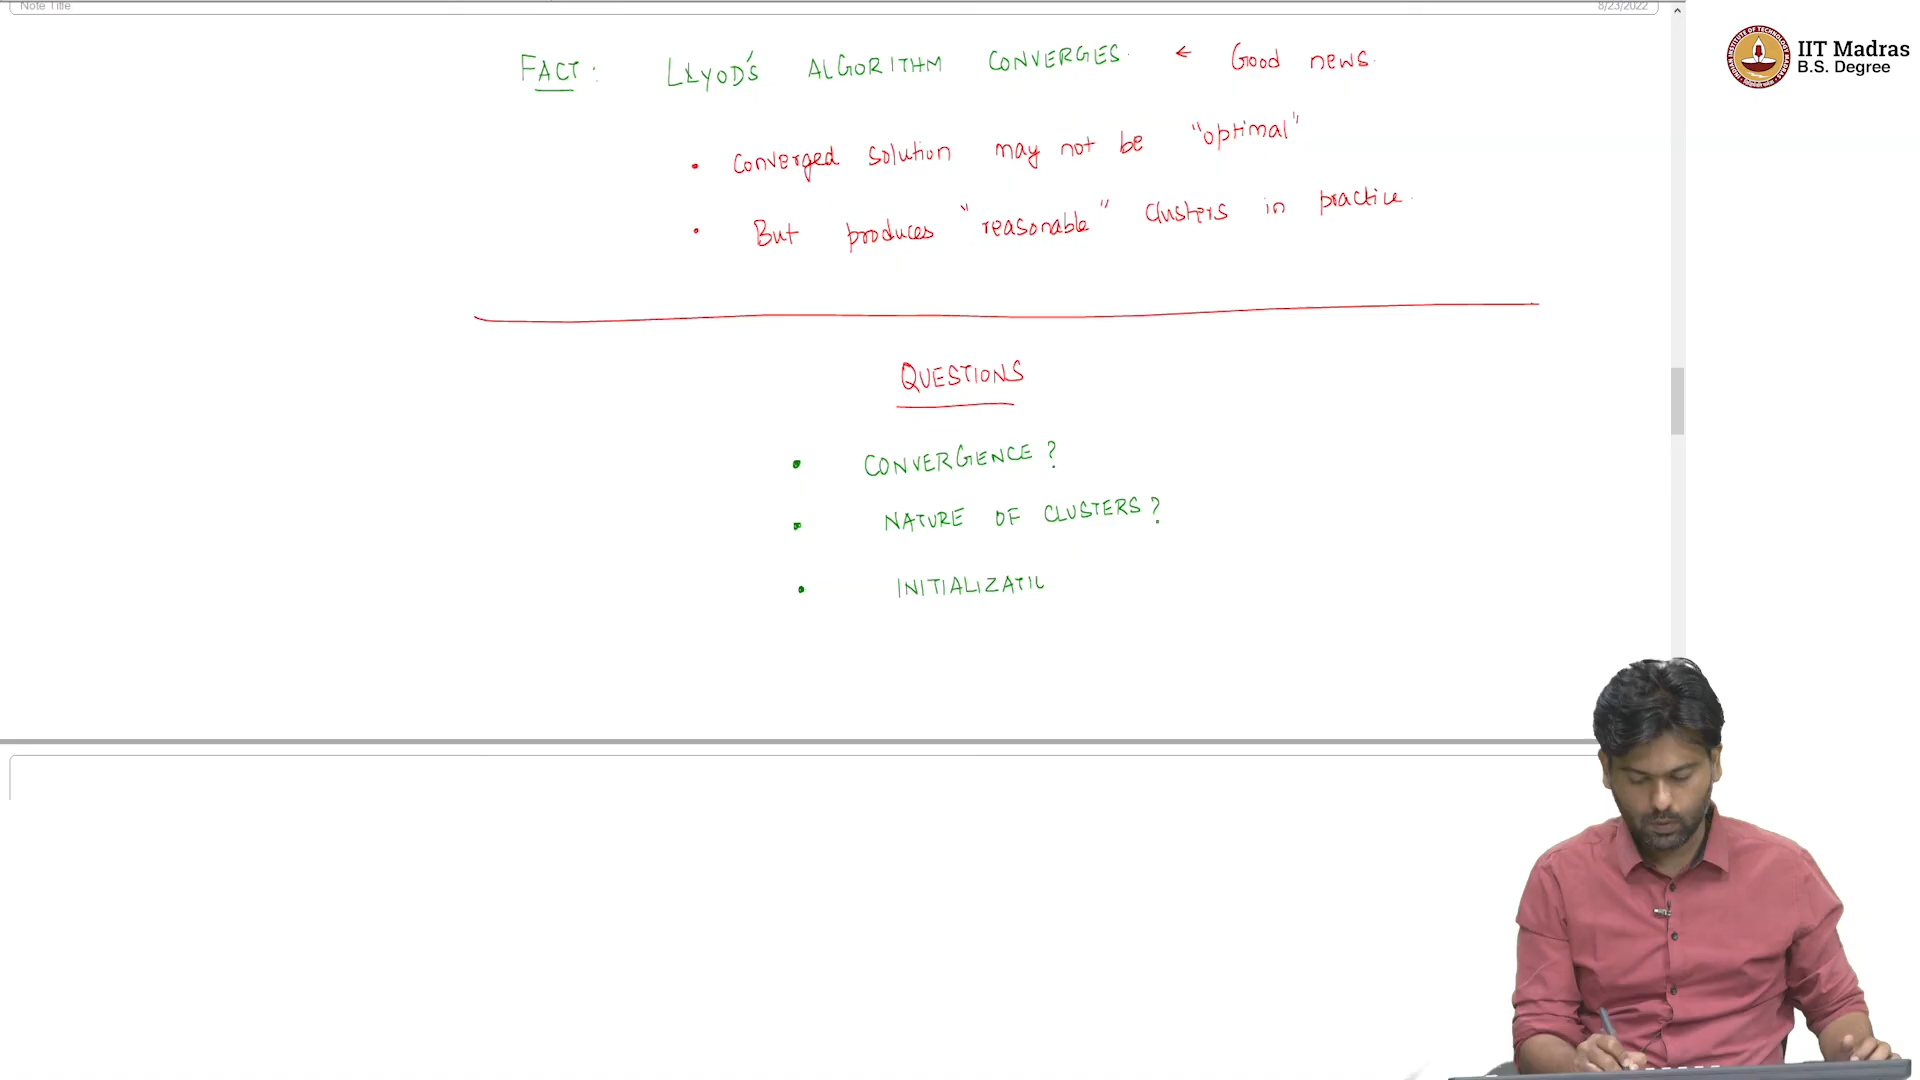 Note Title
8/23/2022
IIT Madras
B.S. Degree
FACT: LLYOD'S ALGORITHM CONVERGES. ← Good news.
• Converged solution may not be "optimal"
• But produces "reasonable" clusters in practice.
QUESTIONS
• CONVERGENCE?
• NATURE OF CLUSTERS?
• INITIALIZATIO